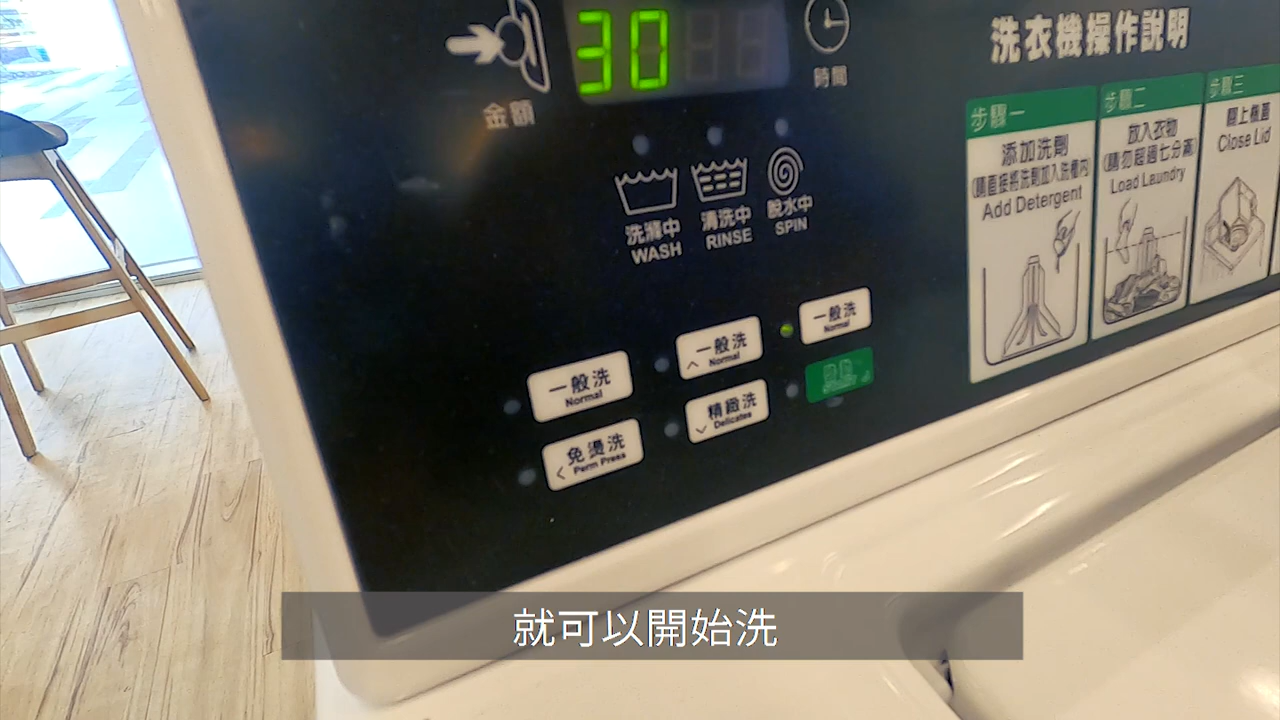 30
金額
時間
洗滌中
WASH
清洗中
RINSE
脫水中
SPIN
一般洗
Normal
一般洗
Normal
一般洗
Normal
免燙洗
Perm Press
精緻洗
Delicates
洗衣機操作說明
步驟一
添加洗劑
(請直接將洗劑加入洗槽內)
Add Detergent
步驟二
放入衣物
(請勿超過七分滿)
Load Laundry
步驟三
關上機蓋
Close Lid
就可以開始洗